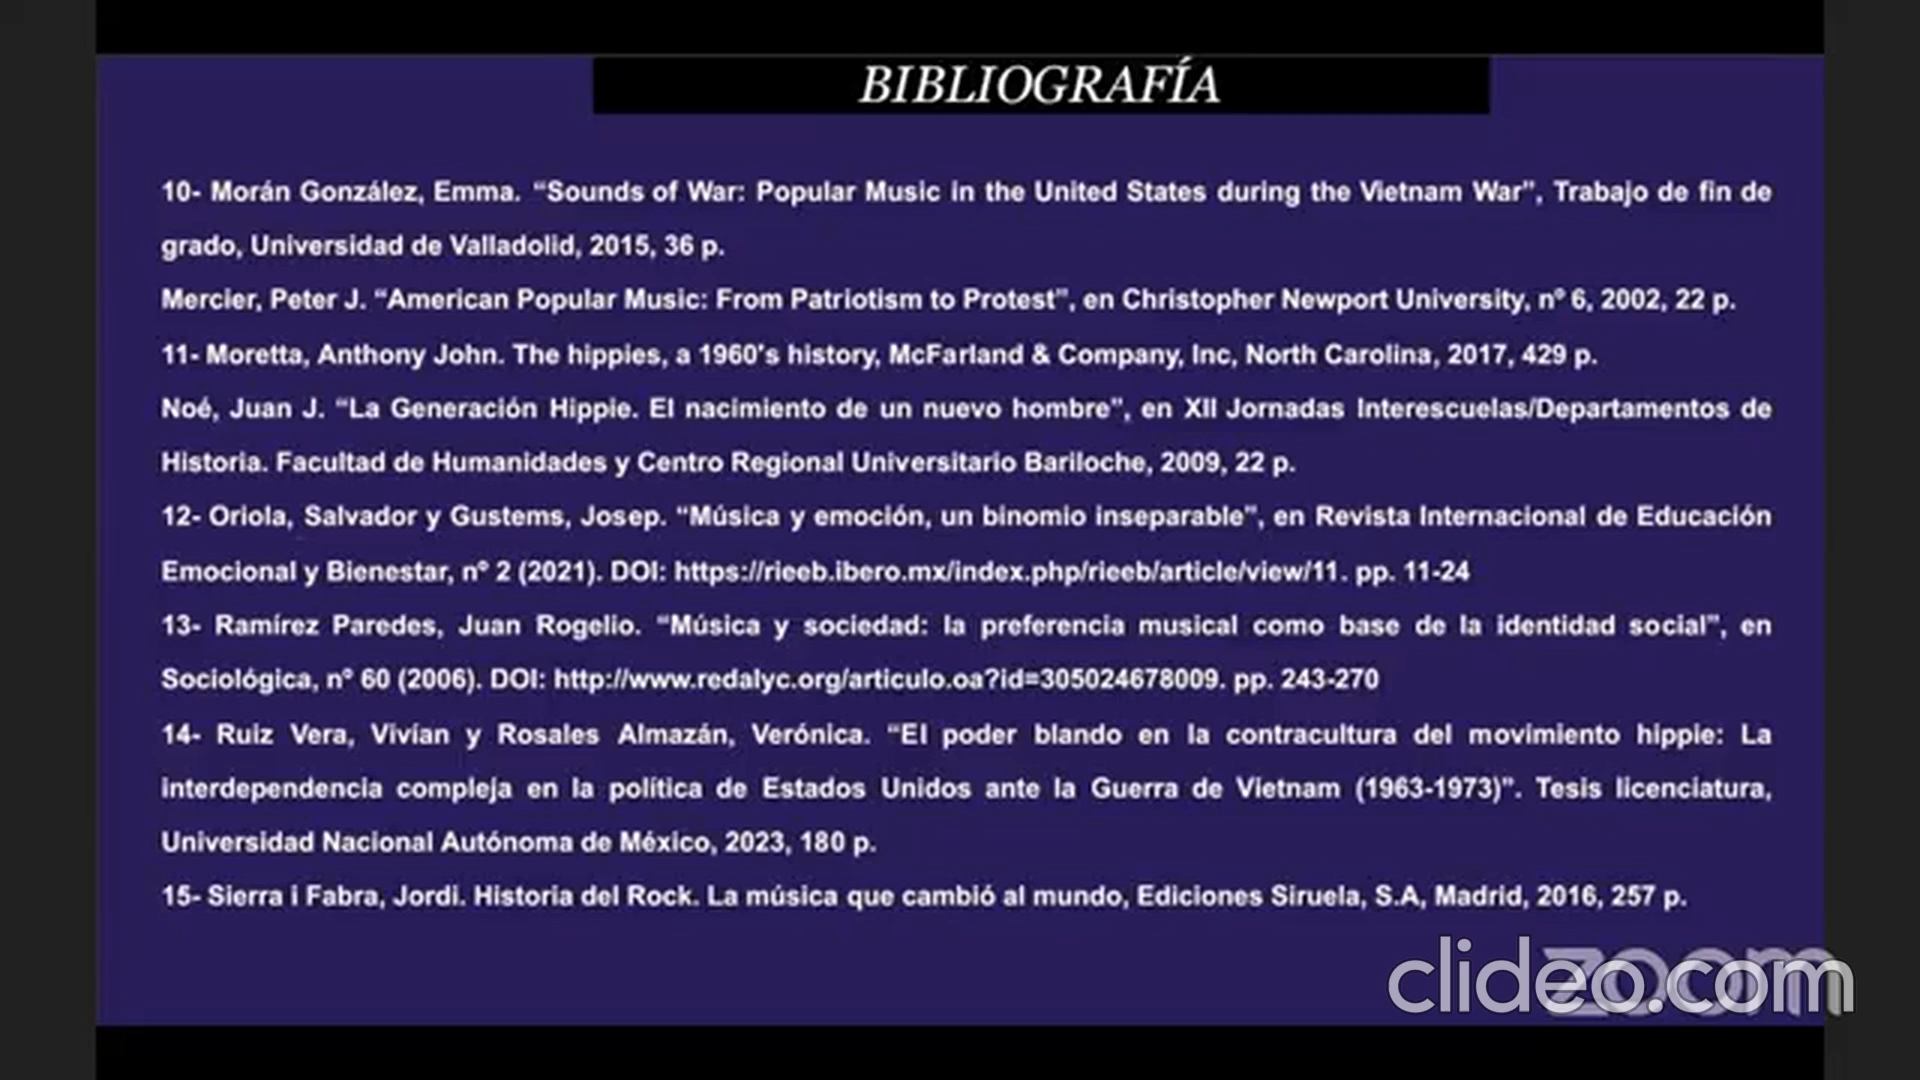 BIBLIOGRAFÍA
10- Morán González, Emma. “Sounds of War: Popular Music in the United States during the Vietnam War”, Trabajo de fin de
grado, Universidad de Valladolid, 2015, 36 p.
Mercier, Peter J. “American Popular Music: From Patriotism to Protest”, en Christopher Newport University, nº 6, 2002, 22 p.
11- Moretta, Anthony John. The hippies, a 1960's history, McFarland & Company, Inc, North Carolina, 2017, 429 p.
Noé, Juan J. “La Generación Hippie. El nacimiento de un nuevo hombre”, en XII Jornadas Interescuelas/Departamentos de
Historia. Facultad de Humanidades y Centro Regional Universitario Bariloche, 2009, 22 p.
12- Oriola, Salvador y Gustems, Josep. “Música y emoción, un binomio inseparable”, en Revista Internacional de Educación
Emocional y Bienestar, nº 2 (2021). DOI: https://rieeb.ibero.mx/index.php/rieeb/article/view/11. pp. 11-24
13- Ramírez Paredes, Juan Rogelio. “Música y sociedad: la preferencia musical como base de la identidad social”, en
Sociológica, nº 60 (2006). DOI: http://www.redalyc.org/articulo.oa?id=305024678009. pp. 243-270
14- Ruiz Vera, Vivían y Rosales Almazán, Verónica. “El poder blando en la contracultura del movimiento hippie: La
interdependencia compleja en la política de Estados Unidos ante la Guerra de Vietnam (1963-1973)”. Tesis licenciatura,
Universidad Nacional Autónoma de México, 2023, 180 p.
15- Sierra i Fabra, Jordi. Historia del Rock. La música que cambió al mundo, Ediciones Siruela, S.A, Madrid, 2016, 257 p.
clideo.com
zoom